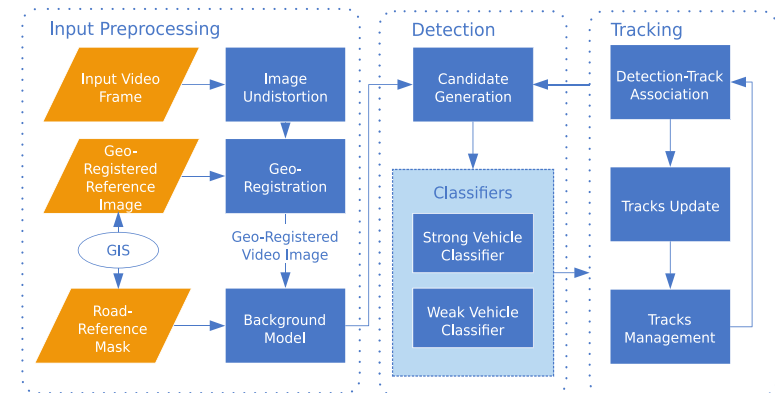 Input Preprocessing
Input Video
Frame
Image
Undistortion
Geo-
Registered
Reference
Image
Geo-
Registration
GIS
Geo-Registered
Video Image
Road-
Reference
Mask
Background
Model
Detection
Candidate
Generation
Classifiers
Strong Vehicle
Classifier
Weak Vehicle
Classifier
Tracking
Detection-Track
Association
Tracks Update
Tracks
Management